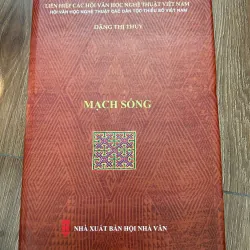 LIÊN HIỆP CÁC HỘI VĂN HỌC NGHỆ THUẬT VIỆT NAM
HỘI VĂN HỌC NGHỆ THUẬT CÁC DÂN TỘC THIỂU SỐ VIỆT NAM
ĐẶNG THỊ THÚY
MẠCH SỐNG
NHÀ XUẤT BẢN HỘI NHÀ VĂN